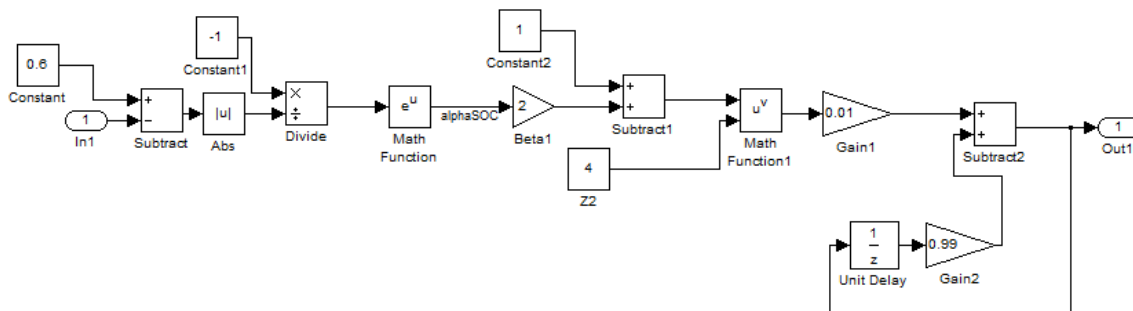 0.6
Constant
1
In1
-1
Constant1
+
−
Subtract
|u|
Abs
×
÷
Divide
e^u
Math
Function
alphaSOC
2
Beta1
1
Constant2
+
+
Subtract1
4
Z2
u^v
Math
Function1
0.01
Gain1
+
+
Subtract2
1
Out1
1
z
Unit Delay
0.99
Gain2